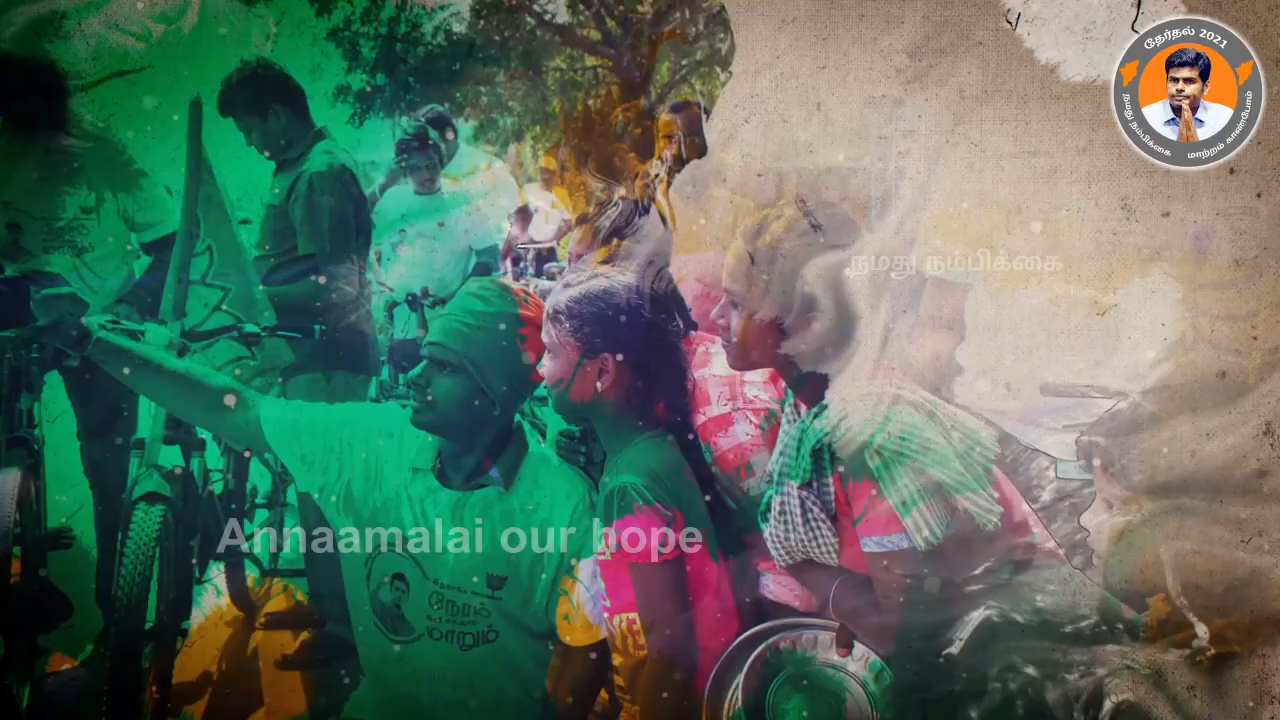 தேர்தல் 2021
நமது நம்பிக்கை
மாற்றம் காண்போம்
நமது நம்பிக்கை
Annaamalai our hope
நேரம்
மாறும்